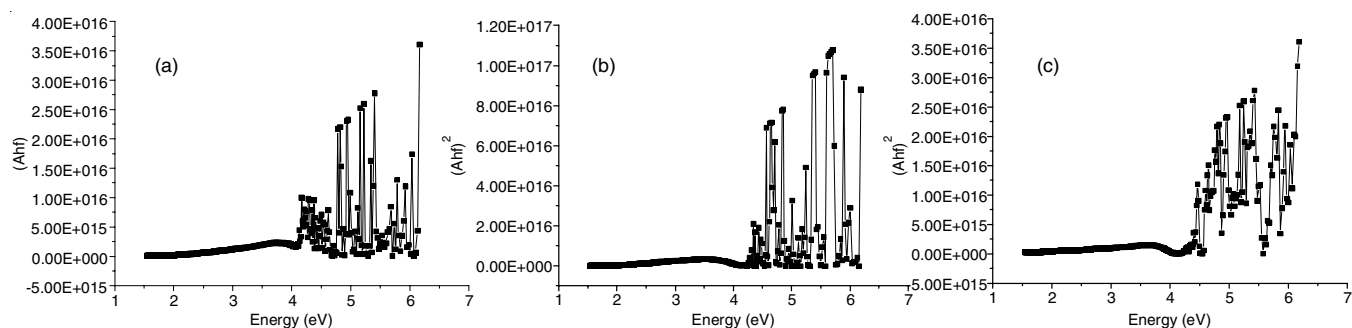 4.00E+016
3.50E+016
3.00E+016
2.50E+016
2.00E+016
1.50E+016
1.00E+016
5.00E+015
0.00E+000
-5.00E+015
(Ahf)
(a)
1 2 3 4 5 6 7
Energy (eV)
1.20E+017
1.00E+017
8.00E+016
6.00E+016
4.00E+016
2.00E+016
0.00E+000
(Ahf)²
(b)
1 2 3 4 5 6 7
Energy (eV)
4.00E+016
3.50E+016
3.00E+016
2.50E+016
2.00E+016
1.50E+016
1.00E+016
5.00E+015
0.00E+000
5.00E+015
(Ahf)²
(c)
1 2 3 4 5 6 7
Energy (eV)